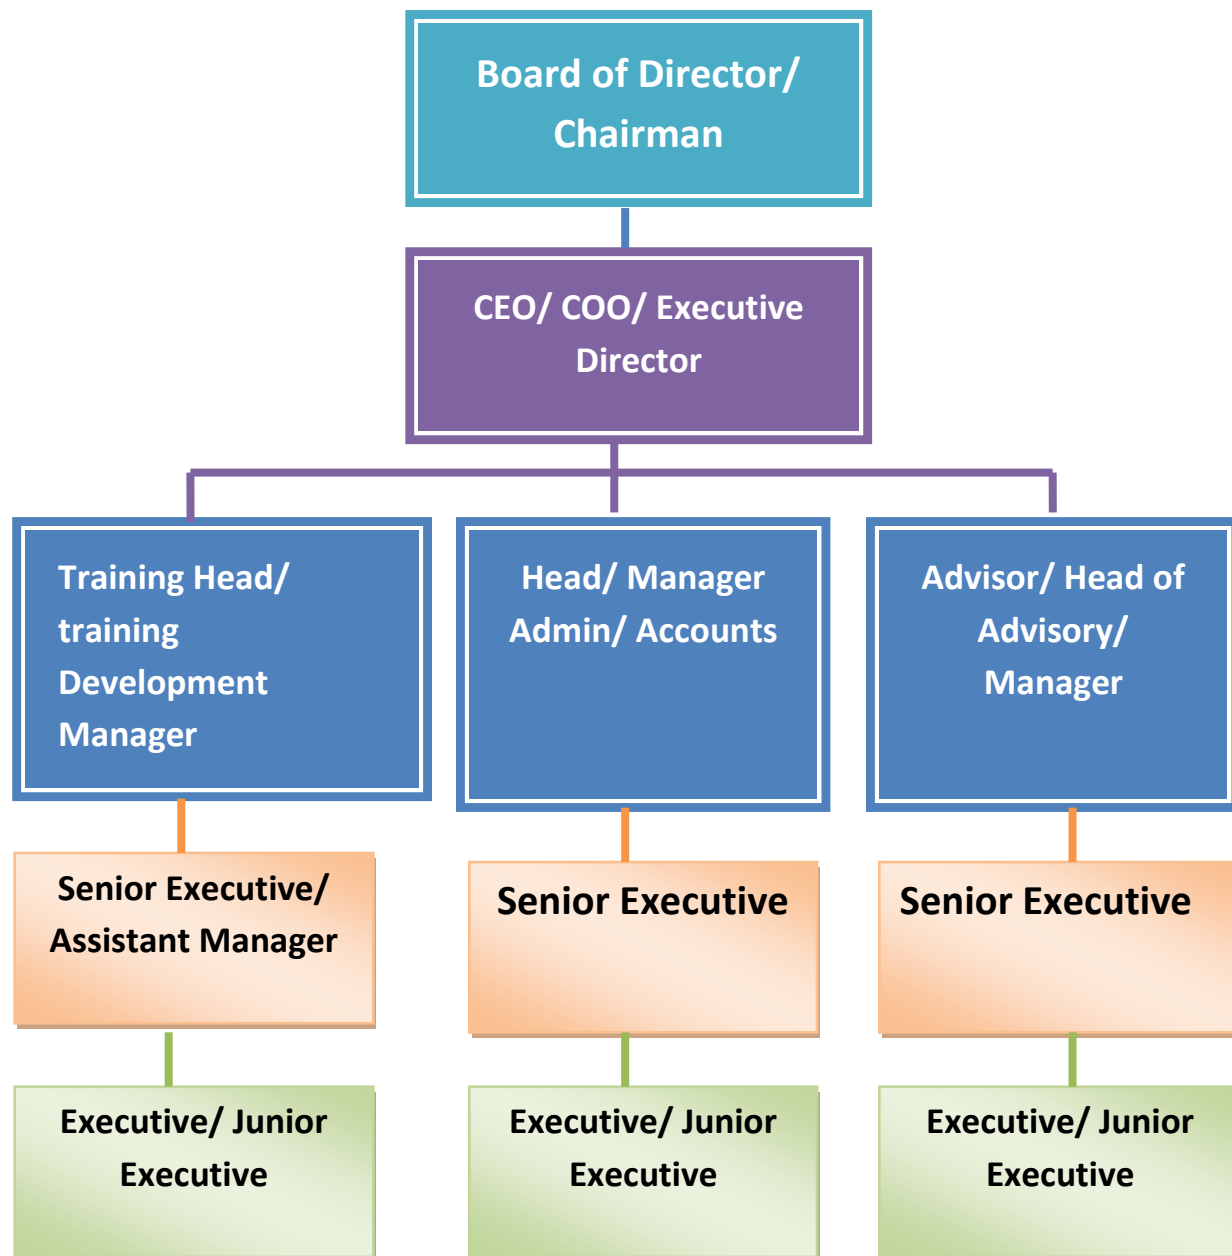 Board of Director/
Chairman
CEO/ COO/ Executive
Director
Training Head/
training
Development
Manager
Head/ Manager
Admin/ Accounts
Advisor/ Head of
Advisory/
Manager
Senior Executive/
Assistant Manager
Senior Executive
Senior Executive
Executive/ Junior
Executive
Executive/ Junior
Executive
Executive/ Junior
Executive